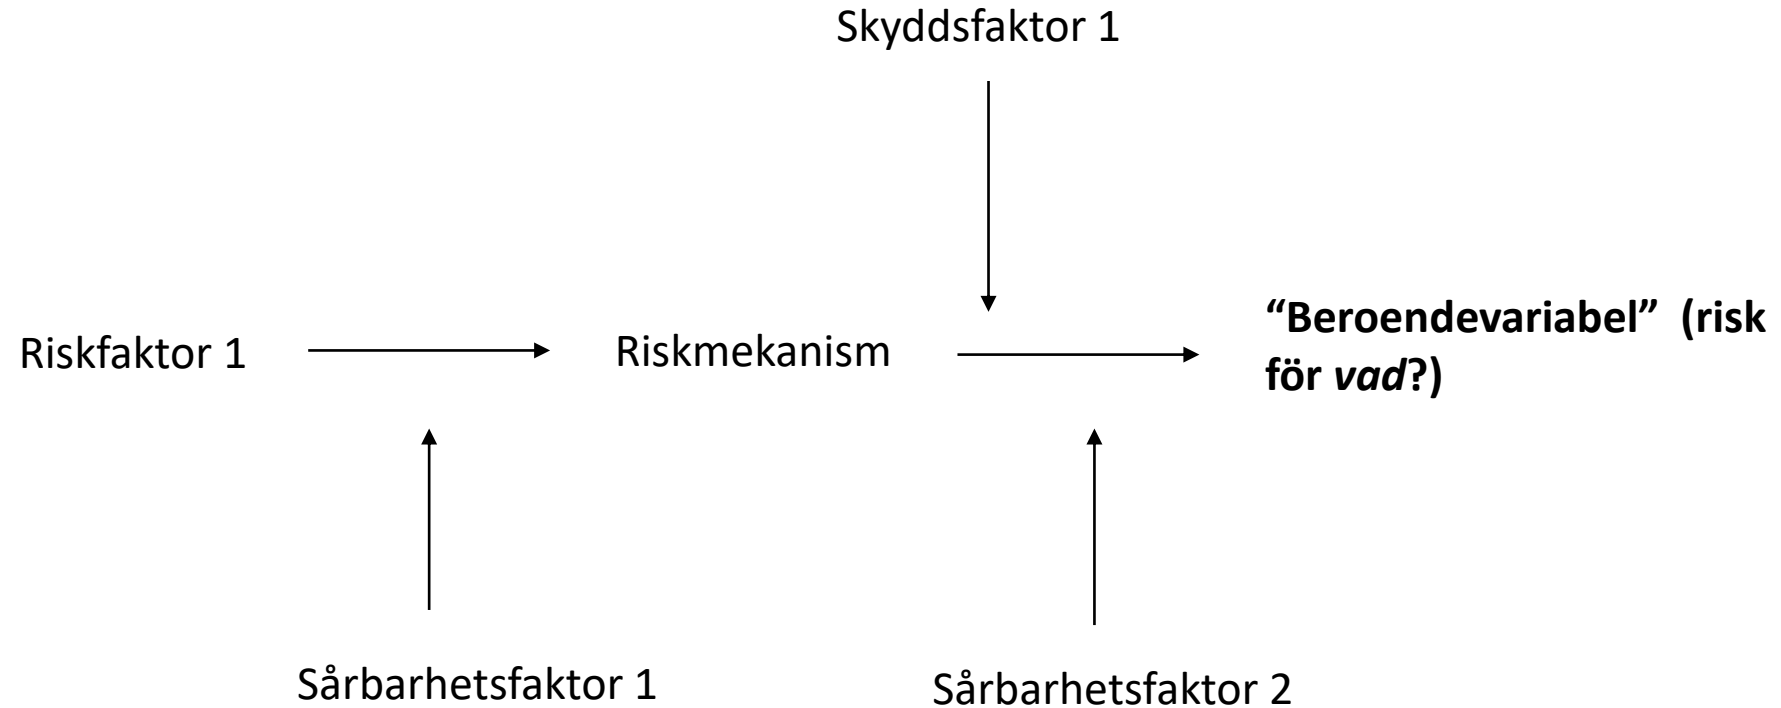 Skyddsfaktor 1
Riskfaktor 1
Riskmekanism
“Beroendevariabel” (risk
för vad?)
Sårbarhetsfaktor 1
Sårbarhetsfaktor 2